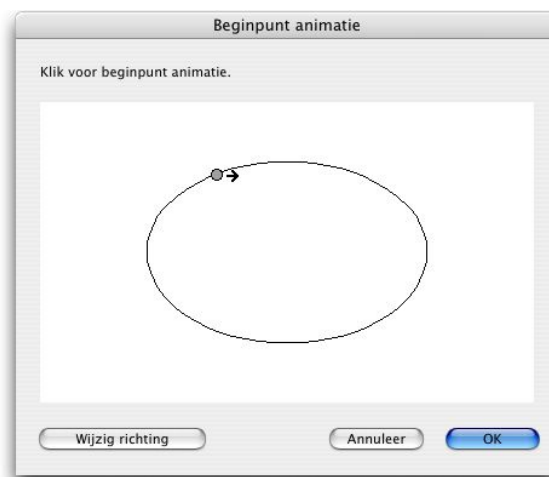 Beginpunt animatie
Klik voor beginpunt animatie.
Wijzig richting
Annuleer
OK